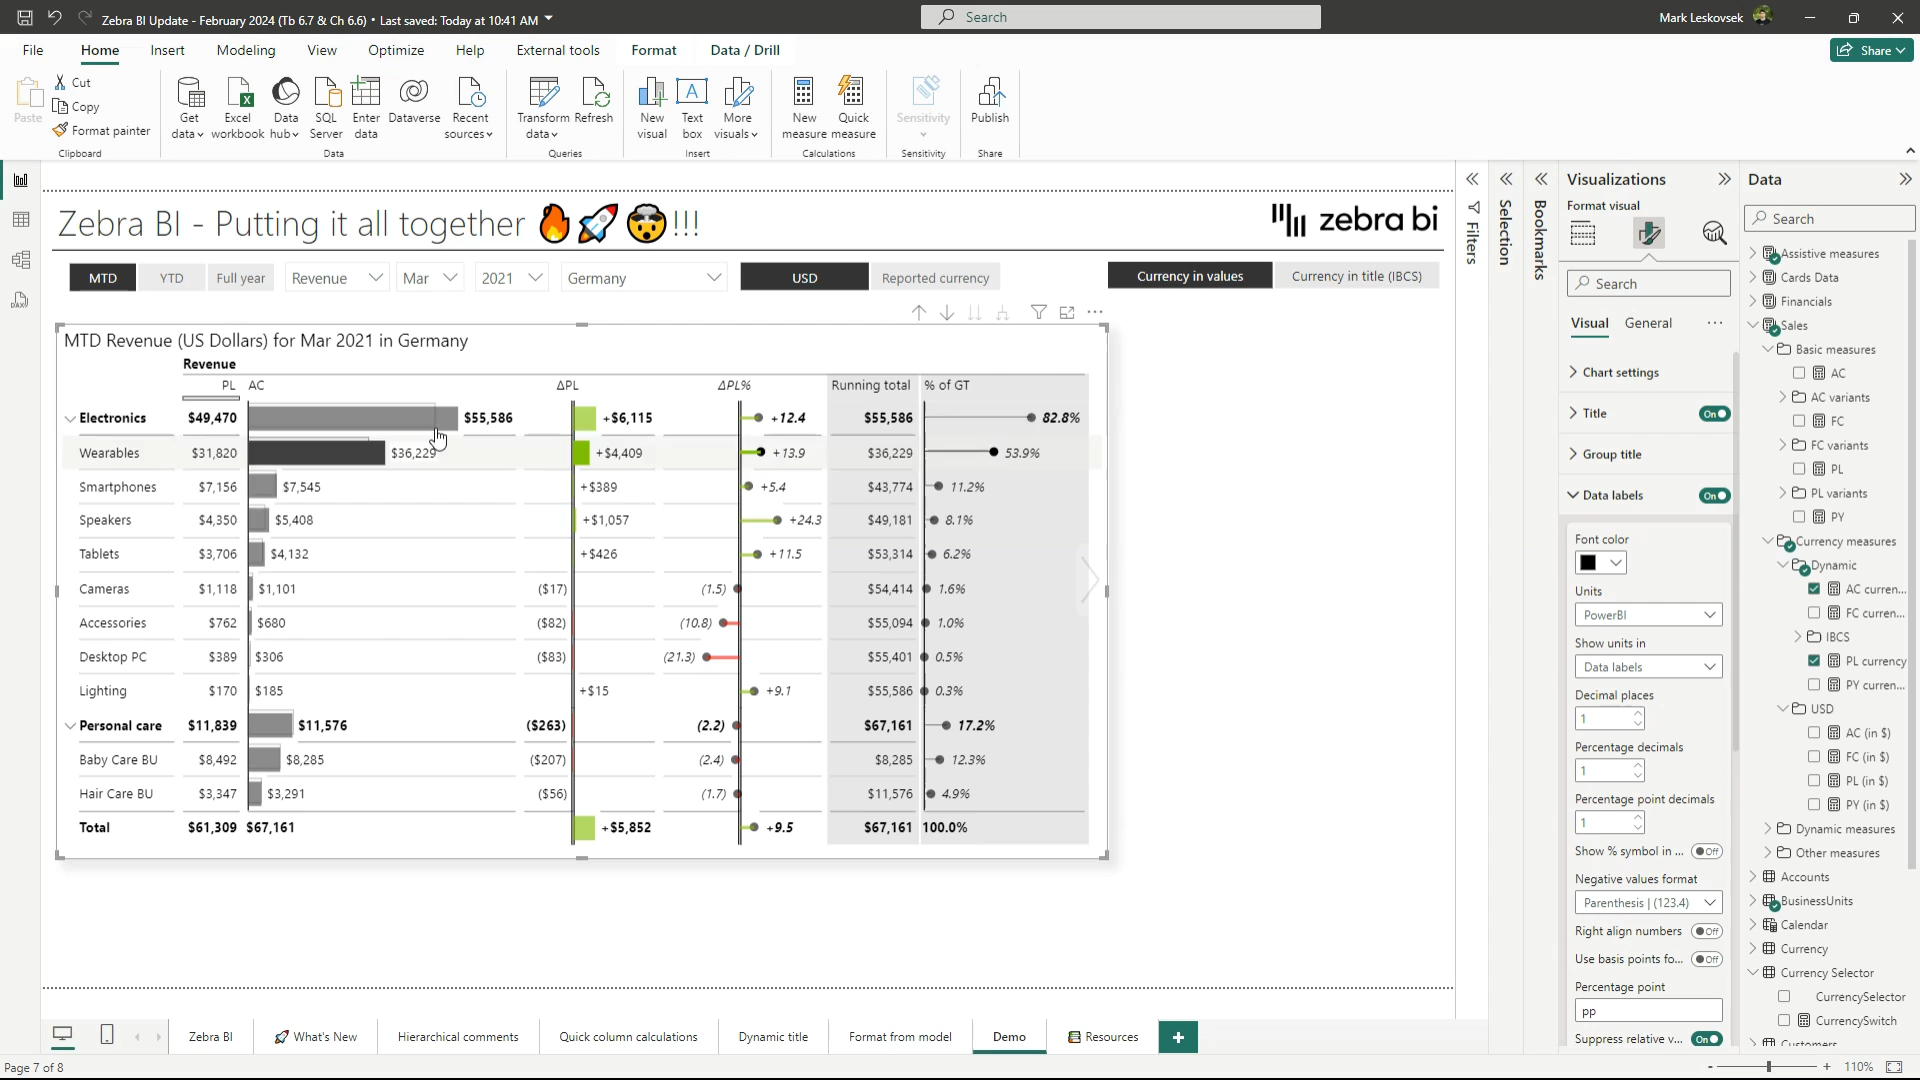 Zebra BI Update - February 2024 (Tb 6.7 & Ch 6.6) • Last saved: Today at 10:41 AM
Search
Mark Leskovsek
File Home Insert Modeling View Optimize Help External tools Format Data / Drill
Share
Paste
Cut
Copy
Format painter
Clipboard
Get data
Excel workbook
Data hub
SQL Server
Enter data
Dataverse
Recent sources
Data
Transform data
Refresh
Queries
New visual
Text box
More visuals
Insert
New measure
Quick measure
Calculations
Sensitivity
Sensitivity
Publish
Share
Zebra BI - Putting it all together 🔥🚀🤯!!!
zebra bi
MTD YTD Full year Revenue Mar 2021 Germany USD Reported currency Currency in values Currency in title (IBCS)
MTD Revenue (US Dollars) for Mar 2021 in Germany
Revenue
PL AC ΔPL ΔPL% Running total % of GT
Electronics $49,470 $55,586 +$6,115 +12.4 $55,586 82.8%
Wearables $31,820 $36,229 +$4,409 +13.9 $36,229 53.9%
Smartphones $7,156 $7,545 +$389 +5.4 $43,774 11.2%
Speakers $4,350 $5,408 +$1,057 +24.3 $49,181 8.1%
Tablets $3,706 $4,132 +$426 +11.5 $53,314 6.2%
Cameras $1,118 $1,101 ($17) (1.5) $54,414 1.6%
Accessories $762 $680 ($82) (10.8) $55,094 1.0%
Desktop PC $389 $306 ($83) (21.3) $55,401 0.5%
Lighting $170 $185 +$15 +9.1 $55,586 0.3%
Personal care $11,839 $11,576 ($263) (2.2) $67,161 17.2%
Baby Care BU $8,492 $8,285 ($207) (2.4) $8,285 12.3%
Hair Care BU $3,347 $3,291 ($56) (1.7) $11,576 4.9%
Total $61,309 $67,161 +$5,852 +9.5 $67,161 100.0%
Filters
Selection
Bookmarks
Visualizations
Format visual
Search
Visual General ...
Chart settings
Title On
Group title
Data labels On
Font color
Units
PowerBI
Show units in
Data labels
Decimal places
1
Percentage decimals
1
Percentage point decimals
1
Show % symbol in ... Off
Negative values format
Parenthesis | (123.4)
Right align numbers Off
Use basis points fo... Off
Percentage point
pp
Suppress relative v... On
Data
Search
Assistive measures
Cards Data
Financials
Sales
Basic measures
AC
AC variants
FC
FC variants
PL
PL variants
PY
Currency measures
Dynamic
AC curren...
FC curren...
IBCS
PL currency
PY curren...
USD
AC (in $)
FC (in $)
PL (in $)
PY (in $)
Dynamic measures
Other measures
Accounts
BusinessUnits
Calendar
Currency
Currency Selector
CurrencySelector
CurrencySwitch
Customers
Zebra BI 🚀 What's New Hierarchical comments Quick column calculations Dynamic title Format from model Demo Resources +
Page 7 of 8
- + 110%